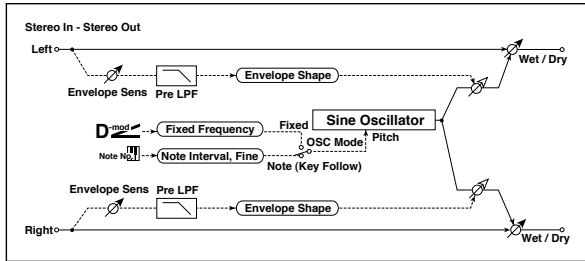 Stereo In - Stereo Out
Left
Wet / Dry
Envelope Sens
Pre LPF
Envelope Shape
D-mod
Fixed Frequency
Fixed
Sine Oscillator
OSC Mode
Pitch
Note No.
Note Interval, Fine
Note (Key Follow)
Envelope Sens
Pre LPF
Envelope Shape
Right
Wet / Dry